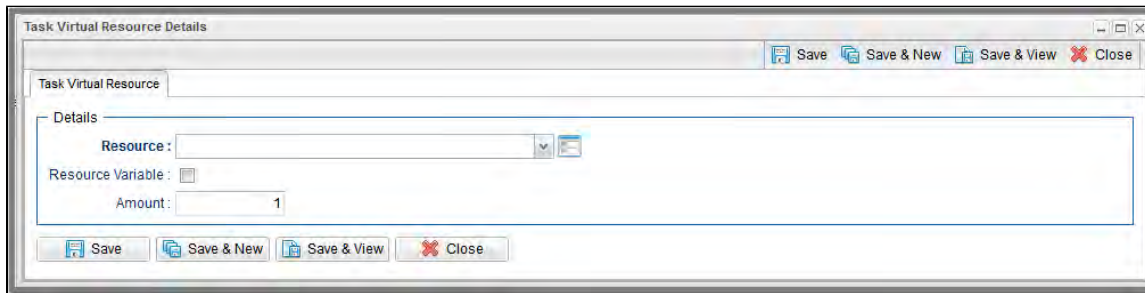 Task Virtual Resource Details
Save Save & New Save & View Close
Task Virtual Resource
Details
Resource :
Resource Variable :
Amount : 1
Save Save & New Save & View Close